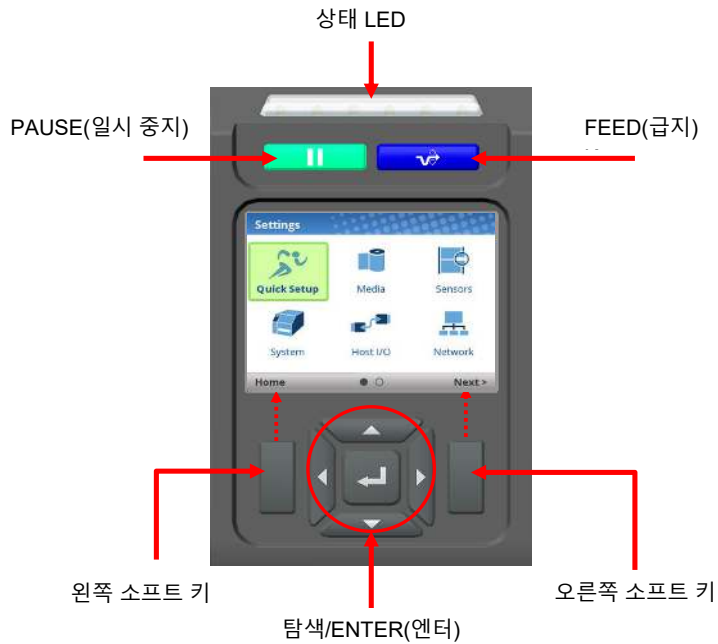 상태 LED
PAUSE(일시 중지)
FEED(급지)
Settings
Quick Setup
Media
Sensors
System
Host I/O
Network
Home
Next >
왼쪽 소프트 키
오른쪽 소프트 키
탐색/ENTER(엔터)